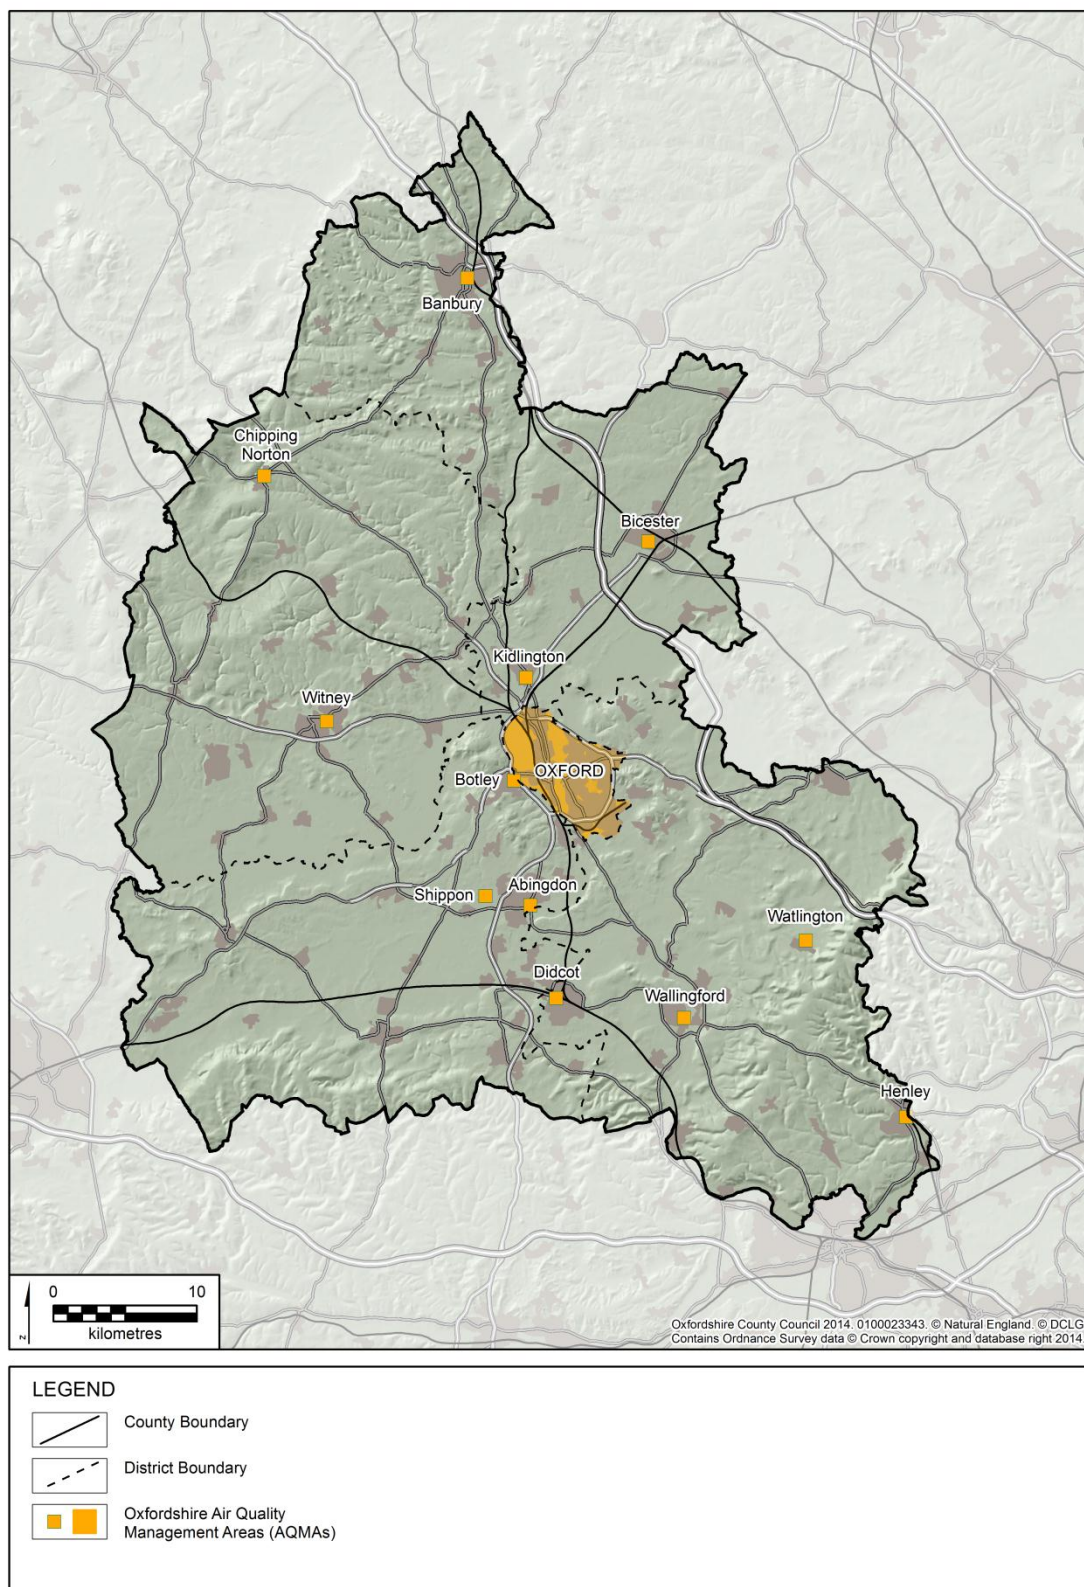 Banbury
Chipping
Norton
Bicester
Kidlington
Witney
OXFORD
Botley
Shippon
Abingdon
Watlington
Didcot
Wallingford
Henley
0 10
kilometres
z
Oxfordshire County Council 2014. 0100023343. © Natural England. © DCLG
Contains Ordnance Survey data © Crown copyright and database right 2014.
LEGEND
County Boundary
District Boundary
Oxfordshire Air Quality
Management Areas (AQMAs)